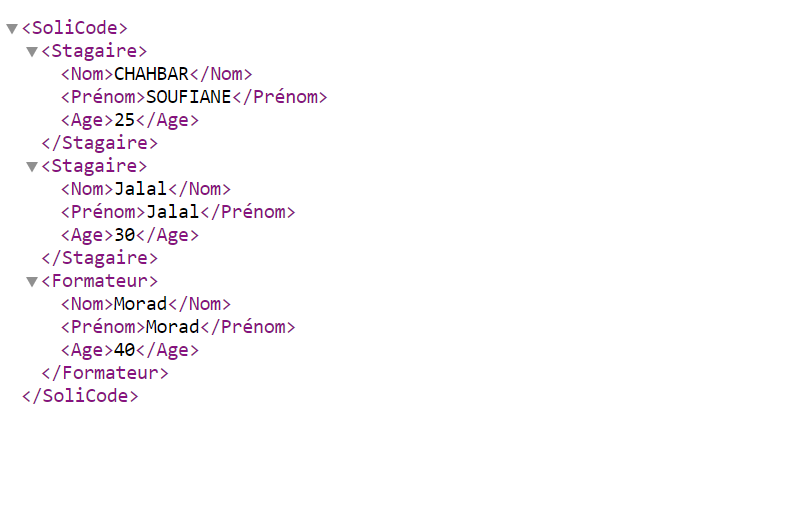 <SoliCode>
<Stagaire>
<Nom>CHAHBAR</Nom>
<Prénom>SOUFIANE</Prénom>
<Age>25</Age>
</Stagaire>
<Stagaire>
<Nom>Jalal</Nom>
<Prénom>Jalal</Prénom>
<Age>30</Age>
</Stagaire>
<Formateur>
<Nom>Morad</Nom>
<Prénom>Morad</Prénom>
<Age>40</Age>
</Formateur>
</SoliCode>